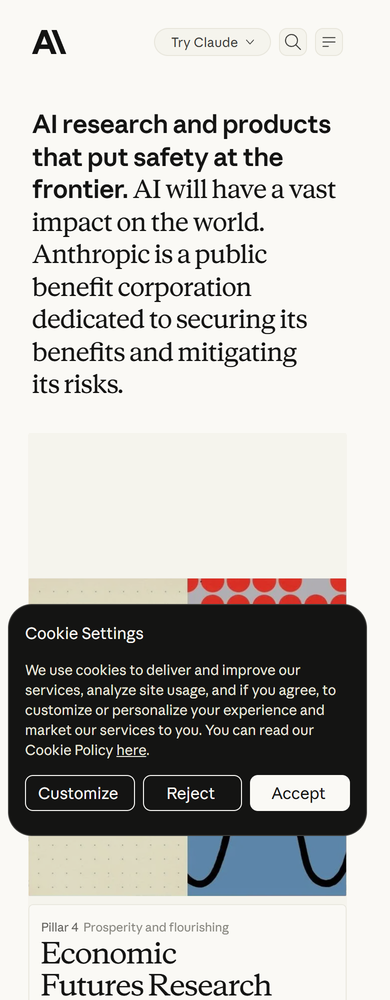 AI
Try Claude
AI research and products
that put safety at the
frontier. AI will have a vast
impact on the world.
Anthropic is a public
benefit corporation
dedicated to securing its
benefits and mitigating
its risks.
Cookie Settings
We use cookies to deliver and improve our
services, analyze site usage, and if you agree, to
customize or personalize your experience and
market our services to you. You can read our
Cookie Policy here.
Customize
Reject
Accept
Pillar 4 Prosperity and flourishing
Economic
Futures Research